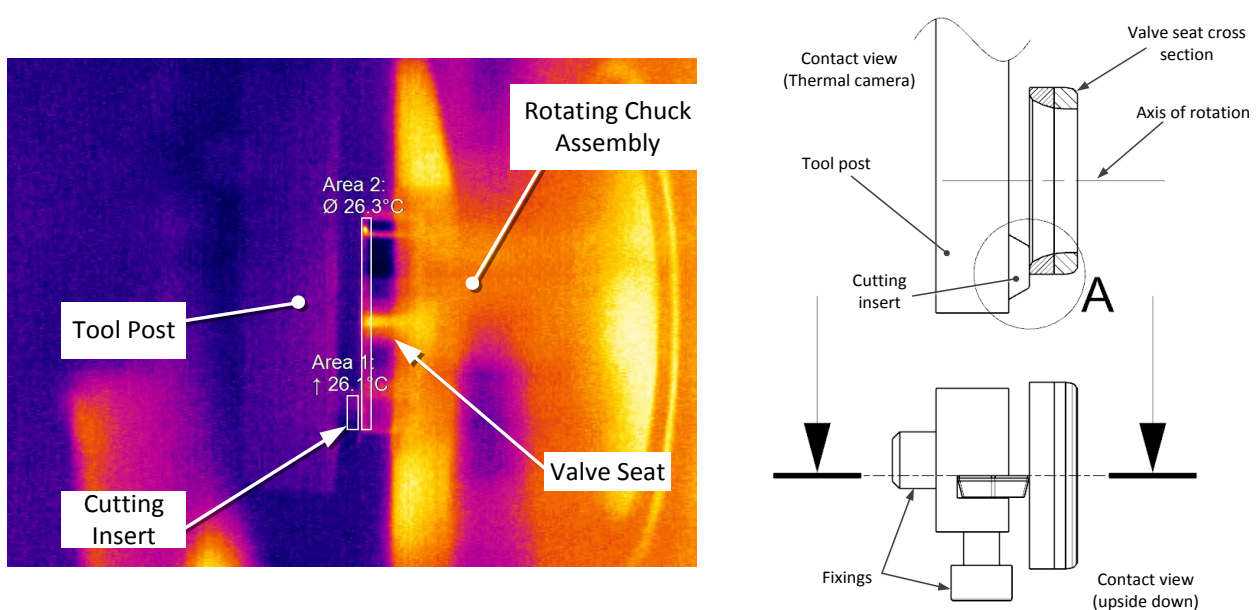 Rotating Chuck
Assembly
Area 2:
Ø 26.3°C
Tool Post
Area 1:
↑ 26.1°C
Valve Seat
Cutting
Insert
Contact view
(Thermal camera)
Valve seat cross
section
Axis of rotation
Tool post
Cutting
insert
A
Fixings
Contact view
(upside down)